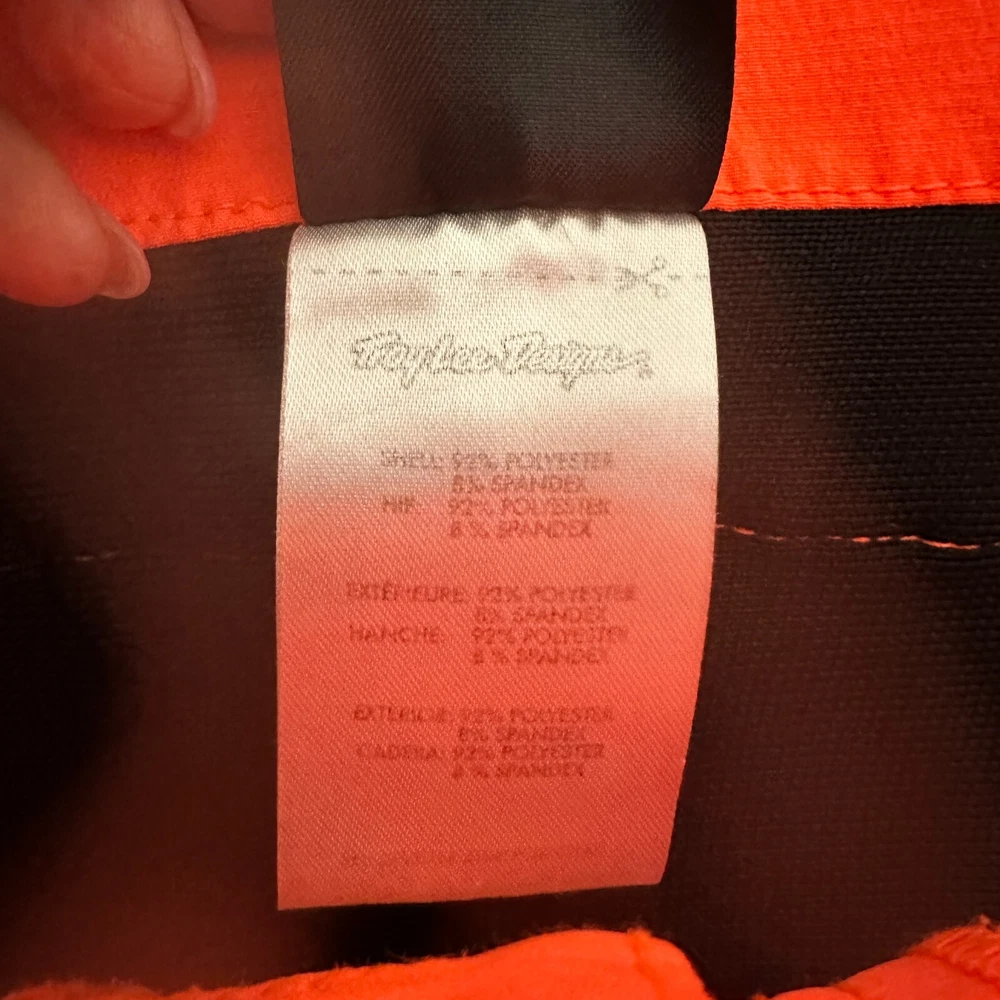 Troy Lee Designs
SHELL: 92% POLYESTER
8% SPANDEX
HIP: 92% POLYESTER
8 % SPANDEX
EXTÉRIEURE: 92% POLYESTER
8% SPANDEX
HANCHE: 92% POLYESTER
8 % SPANDEX
EXTERIOR: 92% POLYESTER
8% SPANDEX
CADERA: 92% POLYESTER
8 % SPANDEX